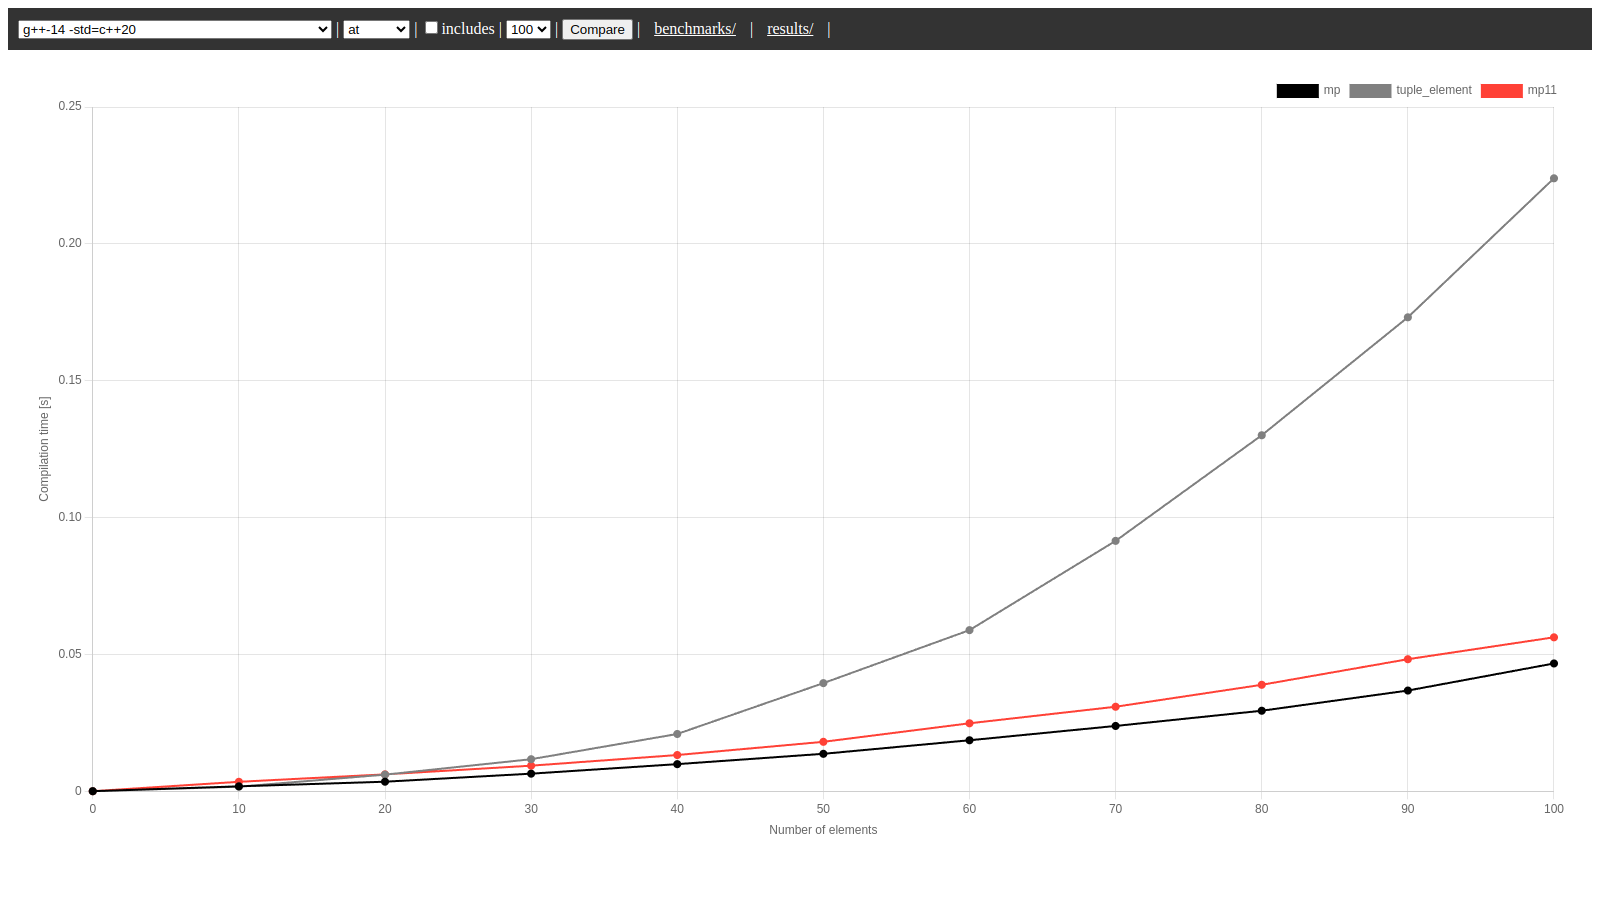 g++-14 -std=c++20 | at | includes | 100 | Compare | benchmarks/ | results/ |
mp tuple_element mp11
0.25
0.20
0.15
0.10
0.05
0
Compilation time [s]
0 10 20 30 40 50 60 70 80 90 100
Number of elements